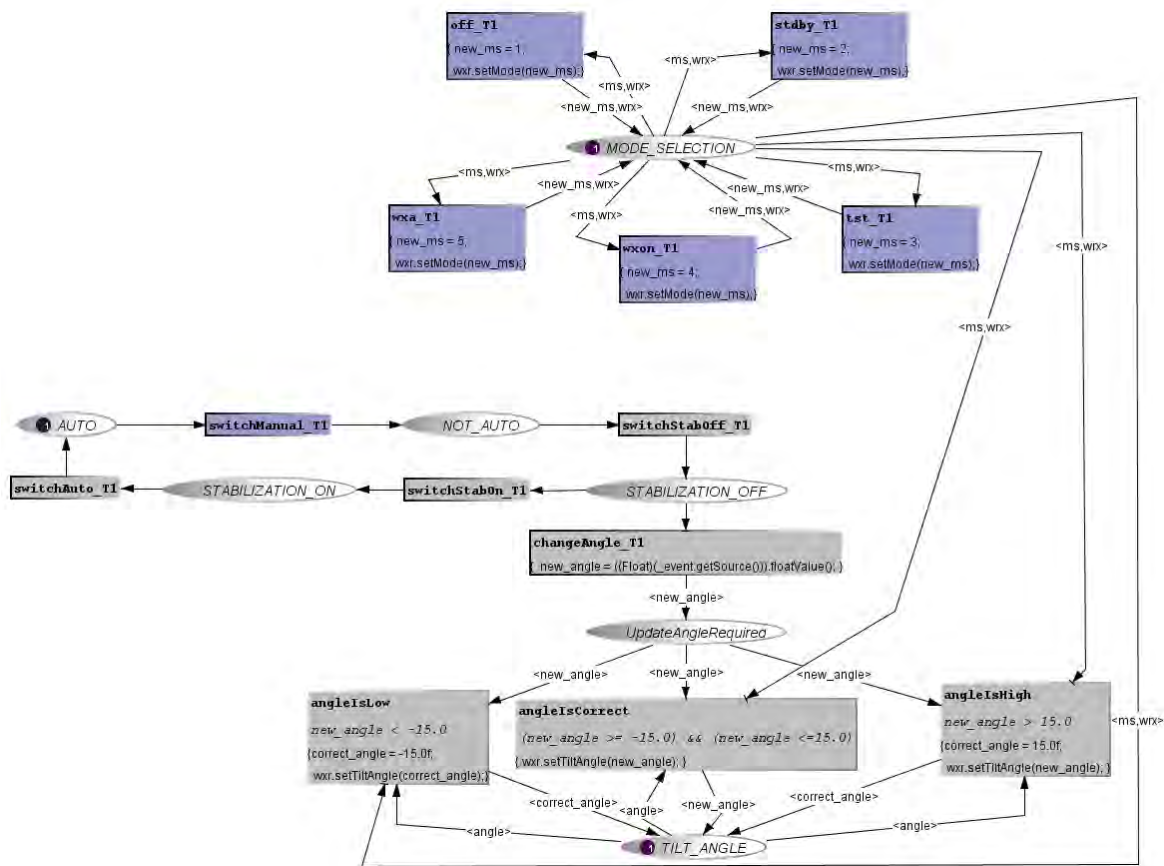 off_T1
{ new_ms = 1;
wxr.setMode(new_ms);}
stdby_T1
{ new_ms = 2;
wxr.setMode(new_ms);}
<ms,wrx>
<ms,wrx>
<new_ms,wrx>
<new_ms,wrx>
1 MODE_SELECTION
<ms,wrx>
<new_ms,wrx>
<new_ms,wrx>
<ms,wrx>
<ms,wrx>
<new_ms,wrx>
wxa_T1
{ new_ms = 5;
wxr.setMode(new_ms);}
wxon_T1
{ new_ms = 4;
wxr.setMode(new_ms);}
tst_T1
{ new_ms = 3;
wxr.setMode(new_ms);}
<ms,wrx>
<ms,wrx>
1 AUTO
switchManual_T1
NOT_AUTO
switchStabOff_T1
switchAuto_T1
STABILIZATION_ON
switchStabOn_T1
STABILIZATION_OFF
changeAngle_T1
{ new_angle = ((Float)(_event.getSource())).floatValue(); }
<new_angle>
UpdateAngleRequired
<new_angle>
<new_angle>
<new_angle>
angleIsLow
new_angle < -15.0
{correct_angle = -15.0f;
wxr.setTiltAngle(correct_angle);}
angleIsCorrect
(new_angle >= -15.0) && (new_angle <=15.0)
{ wxr.setTiltAngle(new_angle); }
angleIsHigh
new_angle > 15.0
{correct_angle = 15.0f;
wxr.setTiltAngle(new_angle); }
<ms,wrx>
<correct_angle>
<angle>
<new_angle>
<correct_angle>
<angle>
<angle>
1 TILT_ANGLE